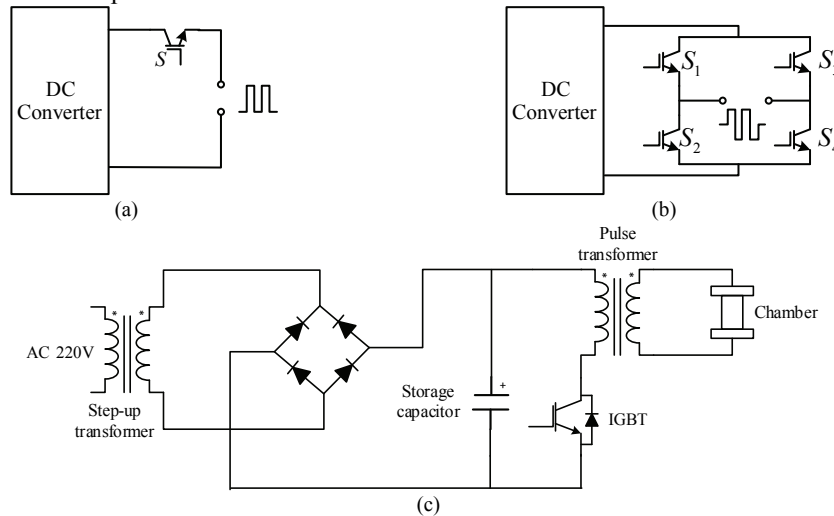 DC
Converter
S
(a)
DC
Converter
S1
S2
(b)
AC 220V
Step-up
transformer
*
*
Storage
capacitor
+
Pulse
transformer
*
*
IGBT
Chamber
(c)